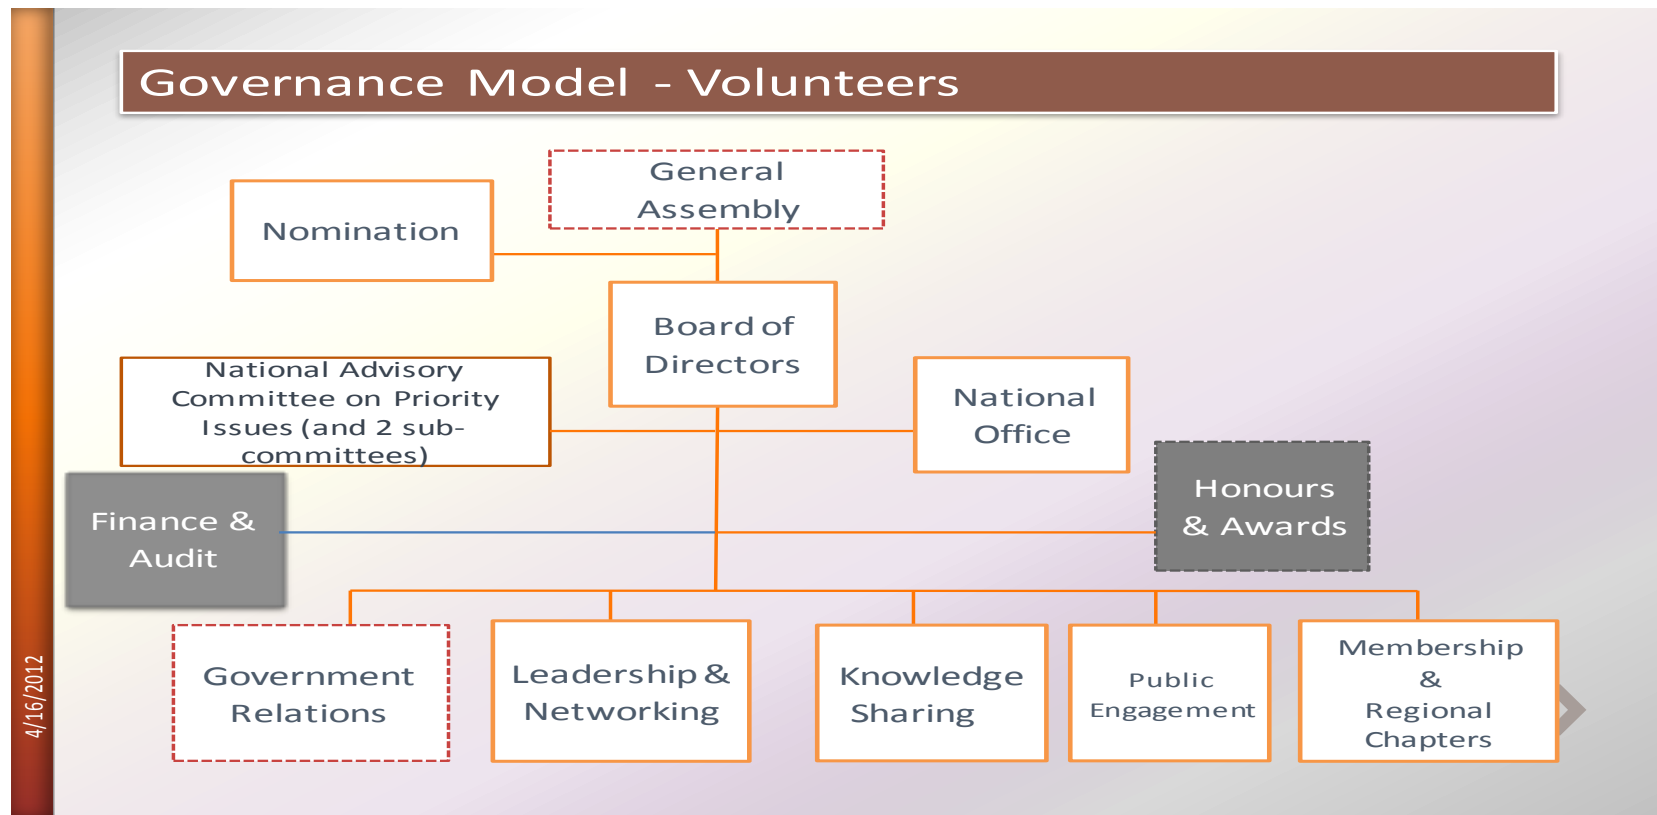 Governance Model - Volunteers
General
Assembly
Nomination
Board of
Directors
National Advisory
Committee on Priority
Issues (and 2 sub-
committees)
National
Office
Finance &
Audit
Honours
& Awards
Government
Relations
Leadership &
Networking
Knowledge
Sharing
Public
Engagement
Membership
&
Regional
Chapters
4/16/2012